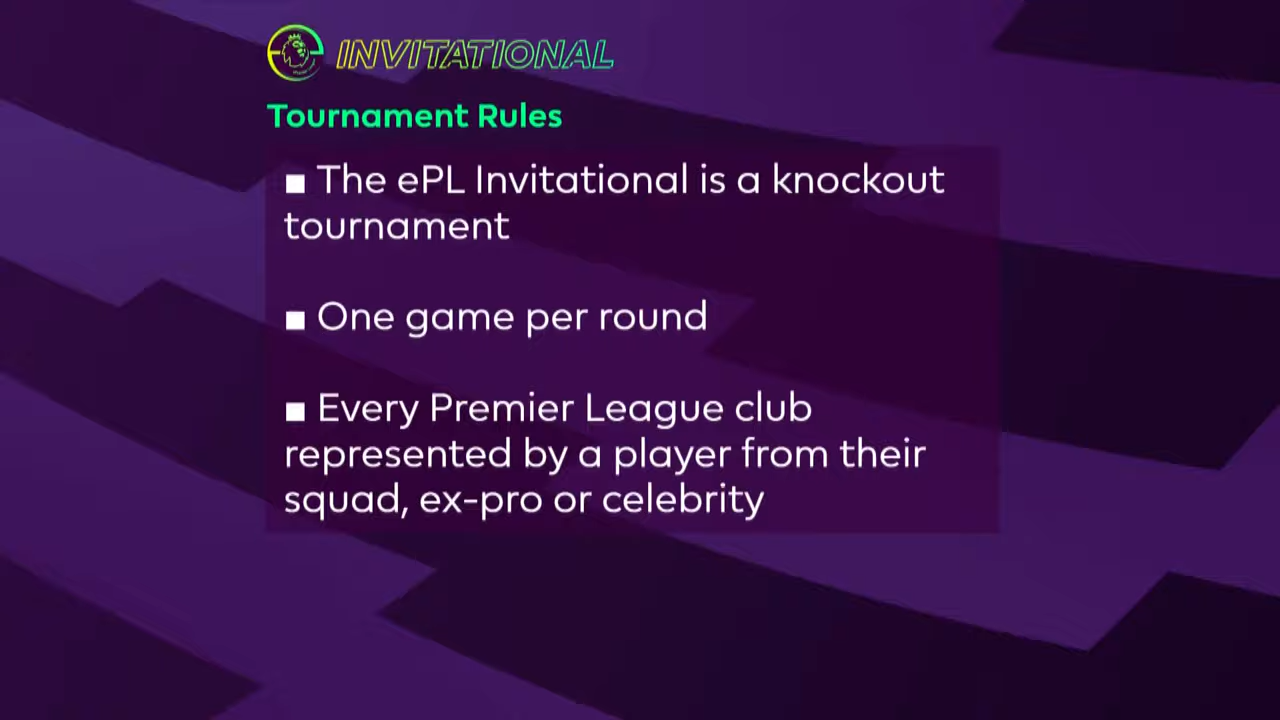 INVITATIONAL
Tournament Rules
■ The ePL Invitational is a knockout
tournament
■ One game per round
■ Every Premier League club
represented by a player from their
squad, ex-pro or celebrity